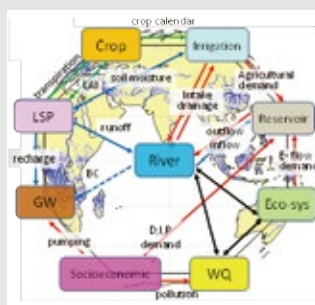 crop calendar
Crop
Irrigation
transpiration
LAI
soil moisture
Agricultural
demand
Intake
drainage
LSP
Reservoir
runoff
outflow
inflow
River
recharge
E-flow
demand
BC
GW
Eco-sys
D.I.P
demand
pumping
Socioeconomic
WQ
pollution